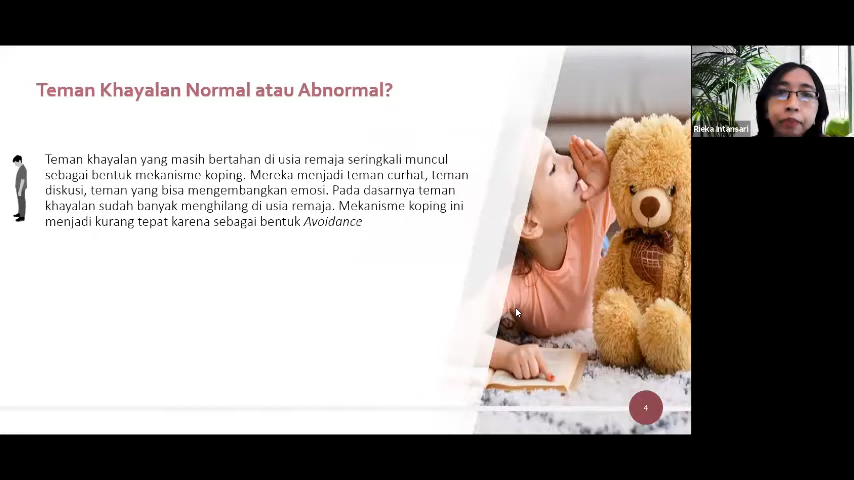 Teman Khayalan Normal atau Abnormal?
Teman khayalan yang masih bertahan di usia remaja seringkali muncul
sebagai bentuk mekanisme koping. Mereka menjadi teman curhat, teman
diskusi, teman yang bisa mengembangkan emosi. Pada dasarnya teman
khayalan sudah banyak menghilang di usia remaja. Mekanisme koping ini
menjadi kurang tepat karena sebagai bentuk Avoidance
4
Rieka Intansari